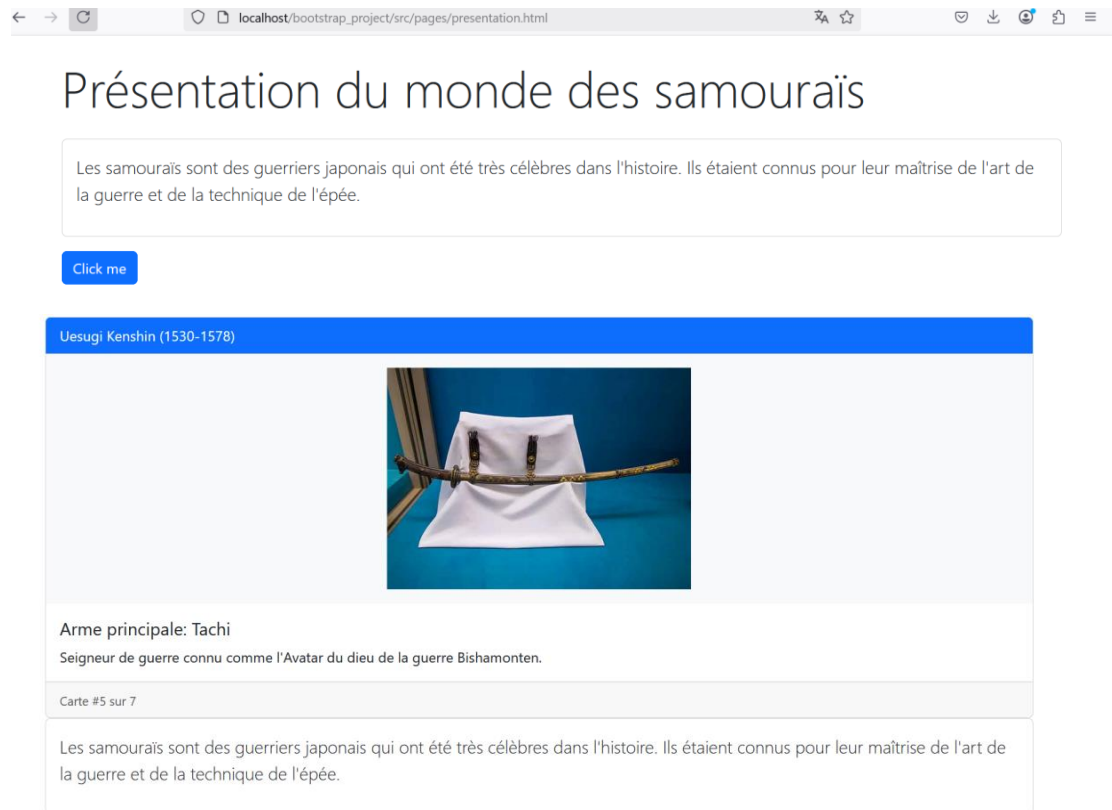 localhost/bootstrap_project/src/pages/presentation.html
Présentation du monde des samouraïs
Les samouraïs sont des guerriers japonais qui ont été très célèbres dans l'histoire. Ils étaient connus pour leur maîtrise de l'art de
la guerre et de la technique de l'épée.
Click me
Uesugi Kenshin (1530-1578)
Arme principale: Tachi
Seigneur de guerre connu comme l'Avatar du dieu de la guerre Bishamonten.
Carte #5 sur 7
Les samouraïs sont des guerriers japonais qui ont été très célèbres dans l'histoire. Ils étaient connus pour leur maîtrise de l'art de
la guerre et de la technique de l'épée.